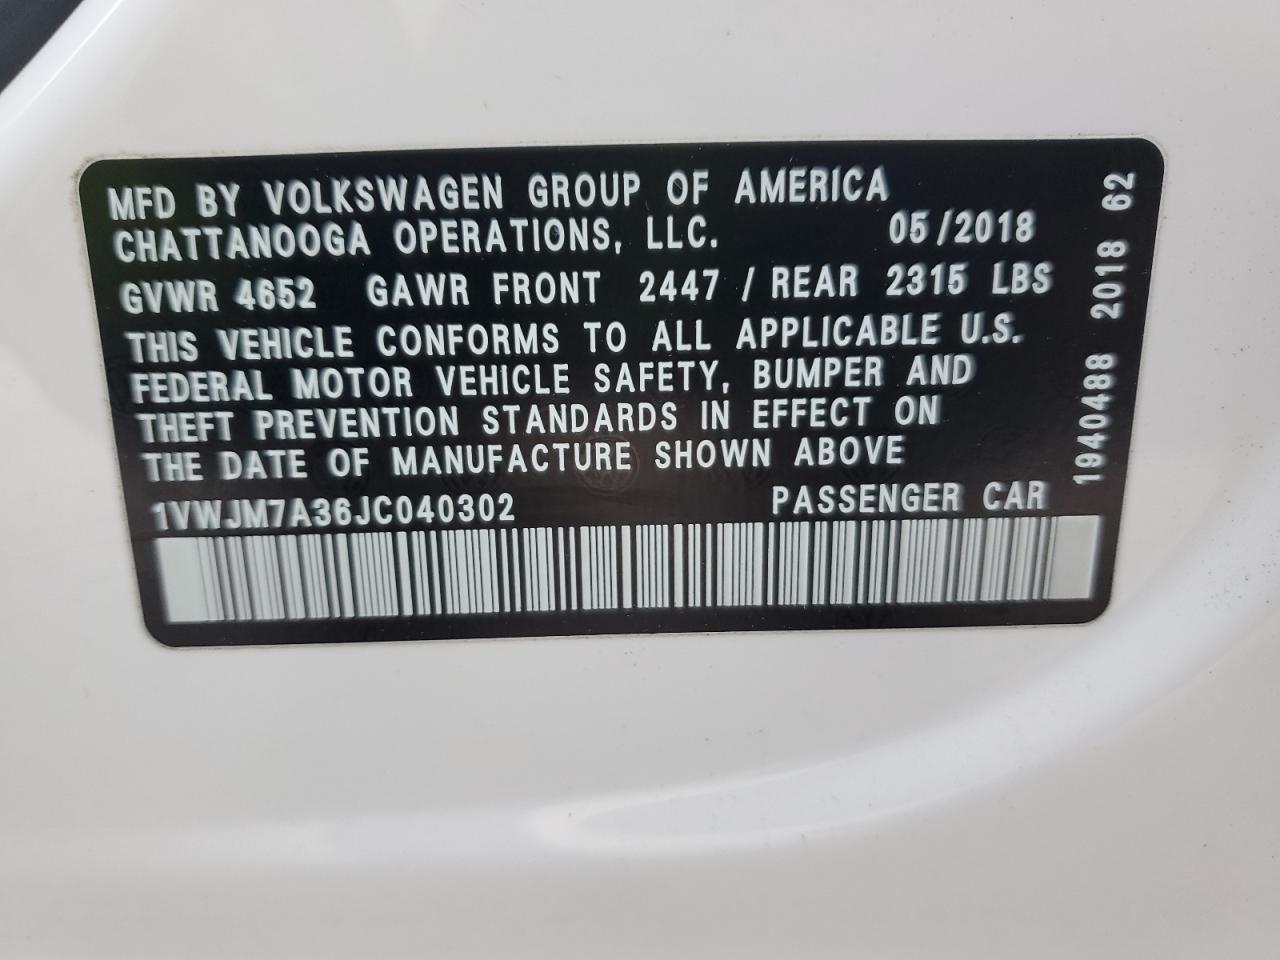 MFD BY VOLKSWAGEN GROUP OF AMERICA
CHATTANOOGA OPERATIONS, LLC. 05/2018
GVWR 4652 GAWR FRONT 2447 / REAR 2315 LBS
THIS VEHICLE CONFORMS TO ALL APPLICABLE U.S.
FEDERAL MOTOR VEHICLE SAFETY, BUMPER AND
THEFT PREVENTION STANDARDS IN EFFECT ON
THE DATE OF MANUFACTURE SHOWN ABOVE
1VWJM7A36JC040302 PASSENGER CAR
1940488 2018 62